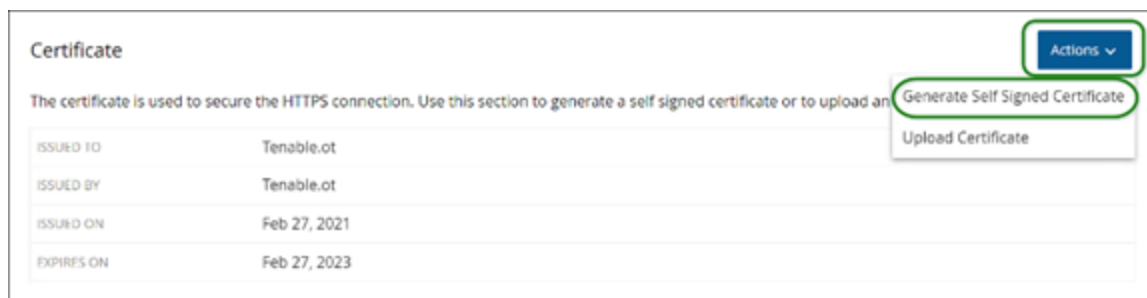 Certificate
Actions
The certificate is used to secure the HTTPS connection. Use this section to generate a self signed certificate or to upload an
Generate Self Signed Certificate
Upload Certificate
ISSUED TO Tenable.ot
ISSUED BY Tenable.ot
ISSUED ON Feb 27, 2021
EXPIRES ON Feb 27, 2023